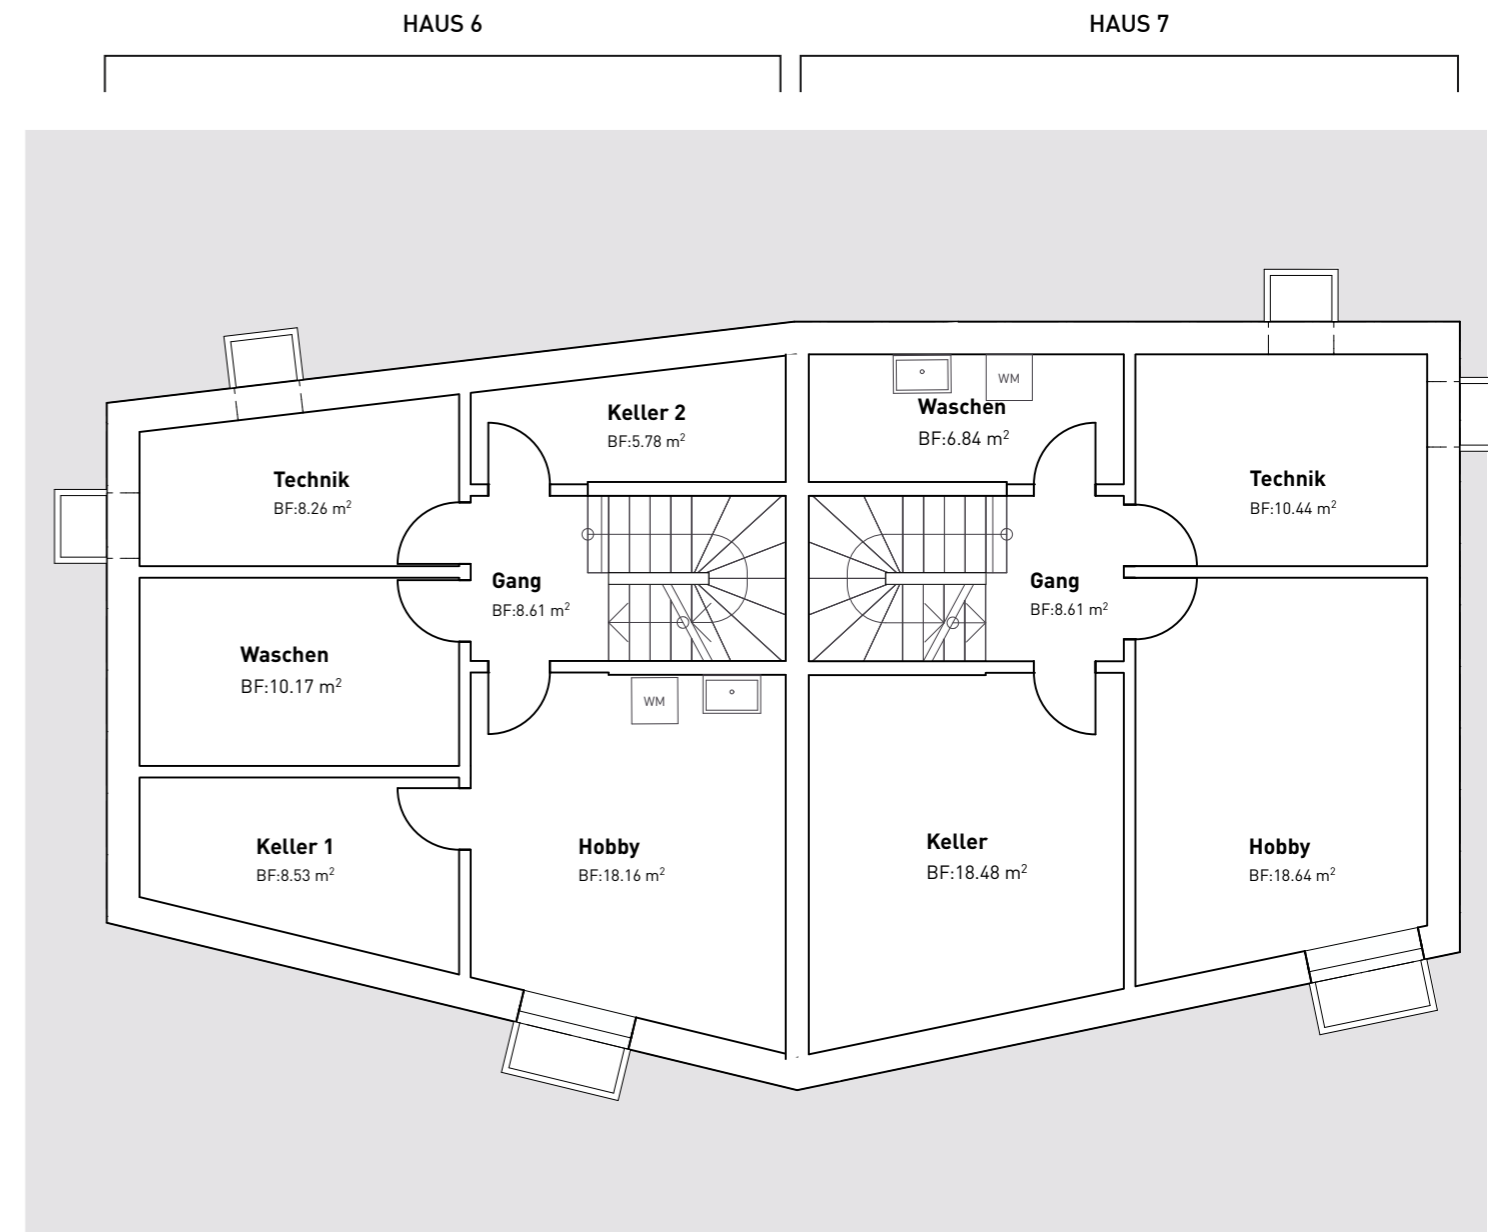 HAUS 6
HAUS 7
Keller 2
BF:5.78 m²
WM
Waschen
BF:6.84 m²
Technik
BF:8.26 m²
Technik
BF:10.44 m²
Gang
BF:8.61 m²
Gang
BF:8.61 m²
Waschen
BF:10.17 m²
WM
Keller 1
BF:8.53 m²
Hobby
BF:18.16 m²
Keller
BF:18.48 m²
Hobby
BF:18.64 m²